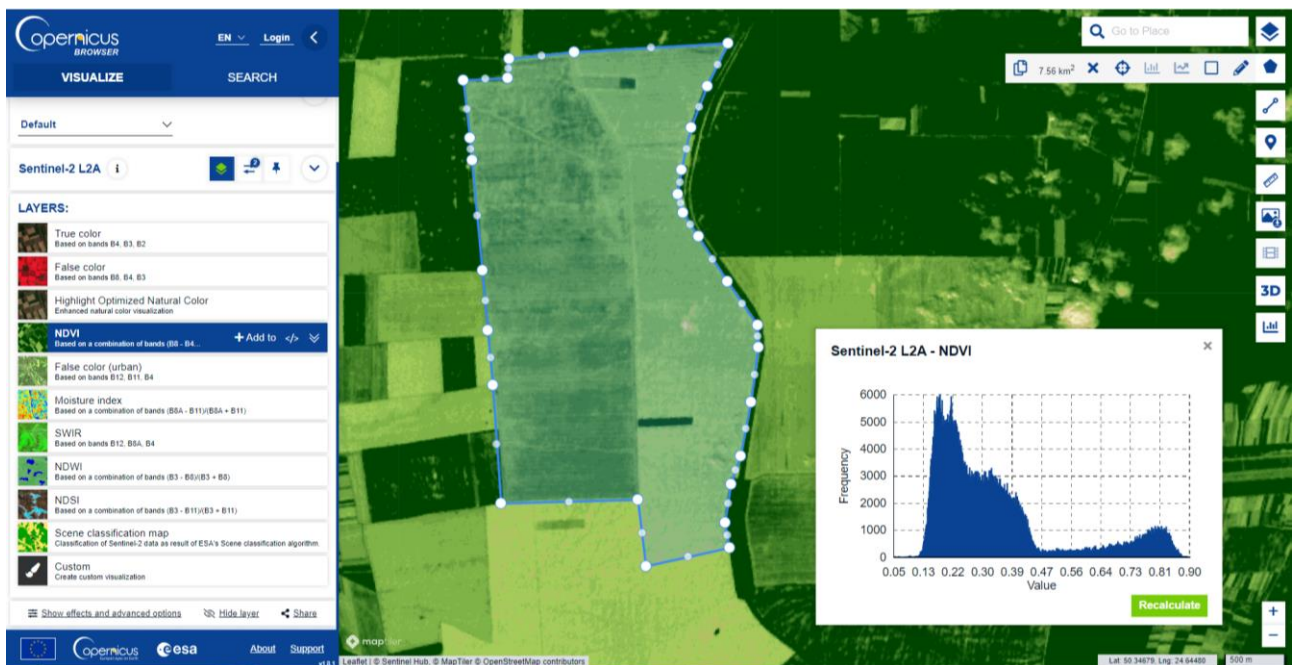 Copernicus
BROWSER
EN
Login
VISUALIZE
SEARCH
Default
Sentinel-2 L2A
i
2
LAYERS:
True color
Based on bands B4, B3, B2
False color
Based on bands B8, B4, B3
Highlight Optimized Natural Color
Enhanced natural color visualization
NDVI
Based on a combination of bands (B8 - B4...
+ Add to
</>
False color (urban)
Based on bands B12, B11, B4
Moisture index
Based on a combination of bands (B8A - B11)/(B8A + B11)
SWIR
Based on bands B12, B8A, B4
NDWI
Based on a combination of bands (B3 - B8)/(B3 + B8)
NDSI
Based on a combination of bands (B3 - B11)/(B3 + B11)
Scene classification map
Classification of Sentinel-2 data as result of ESA's Scene classification algorithm.
Custom
Create custom visualization
Show effects and advanced options
Hide layer
Share
Copernicus
esa
About
Support
Go to Place
7.56 km²
3D
Sentinel-2 L2A - NDVI
6000
5000
4000
3000
2000
1000
0
Frequency
0.05 0.13 0.22 0.30 0.39 0.47 0.56 0.64 0.73 0.81 0.90
Value
Recalculate
+
−
maptiler
Leaflet | © Sentinel Hub, © MapTiler © OpenStreetMap contributors
Lat: 50.34679, Lng: 24.64480
500 m